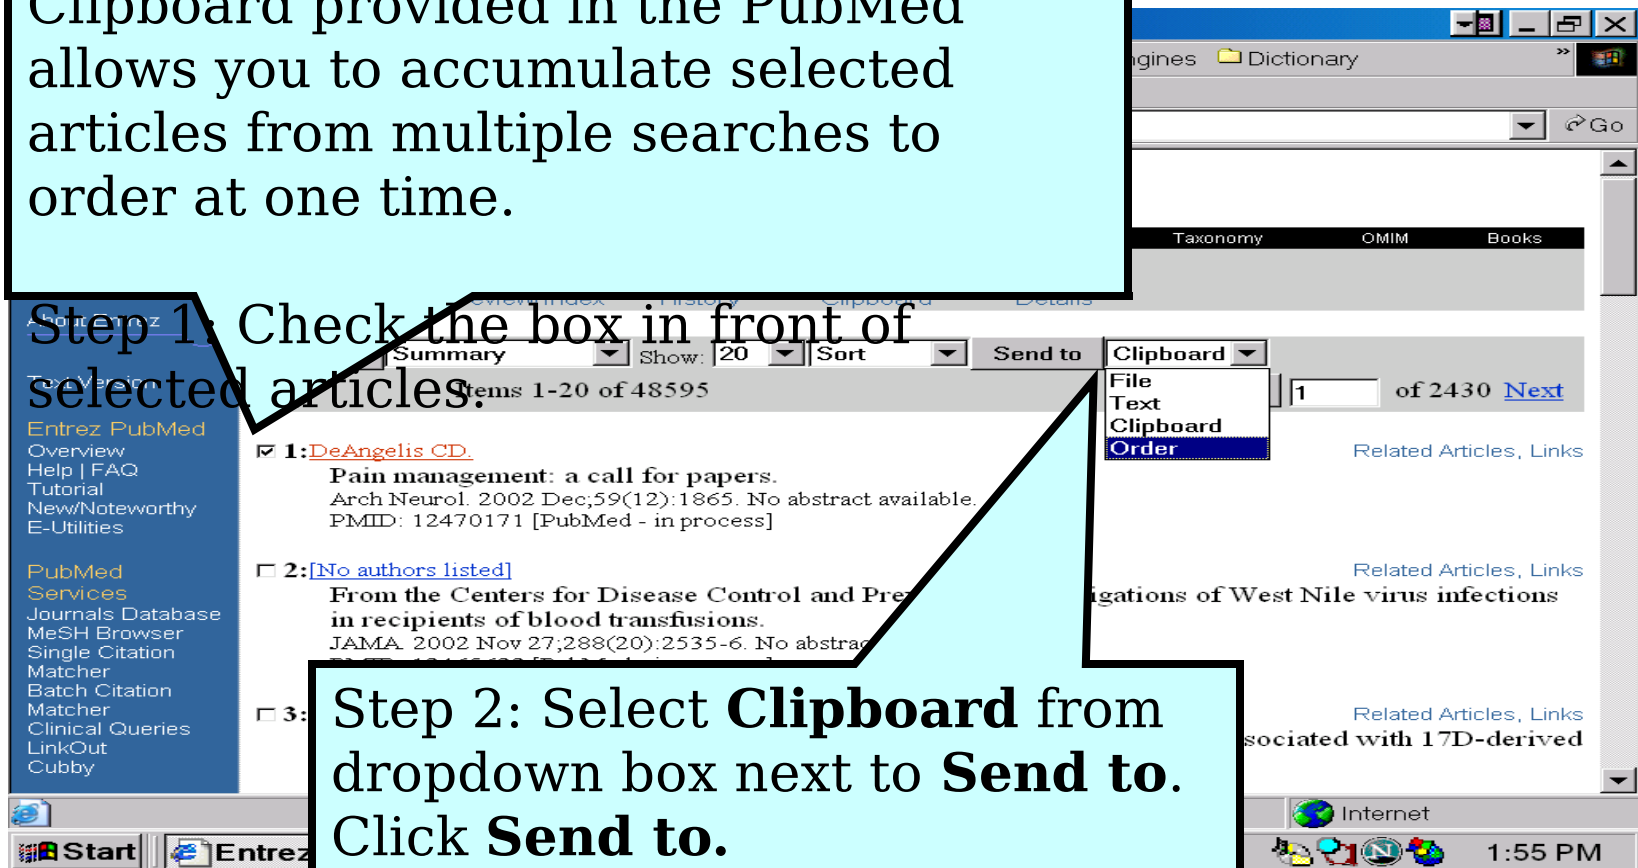 Clipboard provided in the PubMed
allows you to accumulate selected
articles from multiple searches to
order at one time.
Step 1: Check the box in front of
selected articles.
Dictionary
»
Go
Taxonomy OMIM Books
History Clipboard Details
About Entrez
Summary Show: 20 Sort Send to Clipboard
Text Version
Items 1-20 of 48595
1 of 2430 Next
File
Text
Clipboard
Order
Entrez PubMed
Overview
Help | FAQ
Tutorial
New/Noteworthy
E-Utilities
PubMed
Services
Journals Database
MeSH Browser
Single Citation
Matcher
Batch Citation
Matcher
Clinical Queries
LinkOut
Cubby
1: DeAngelis CD. Related Articles, Links
Pain management: a call for papers.
Arch Neurol. 2002 Dec;59(12):1865. No abstract available.
PMID: 12470171 [PubMed - in process]
2: [No authors listed] Related Articles, Links
From the Centers for Disease Control and Pre igations of West Nile virus infections
in recipients of blood transfusions.
JAMA. 2002 Nov 27;288(20):2535-6. No abstrac
3: Related Articles, Links
sociated with 17D-derived
Step 2: Select Clipboard from
dropdown box next to Send to.
Click Send to.
Internet
Start Entrez 1:55 PM